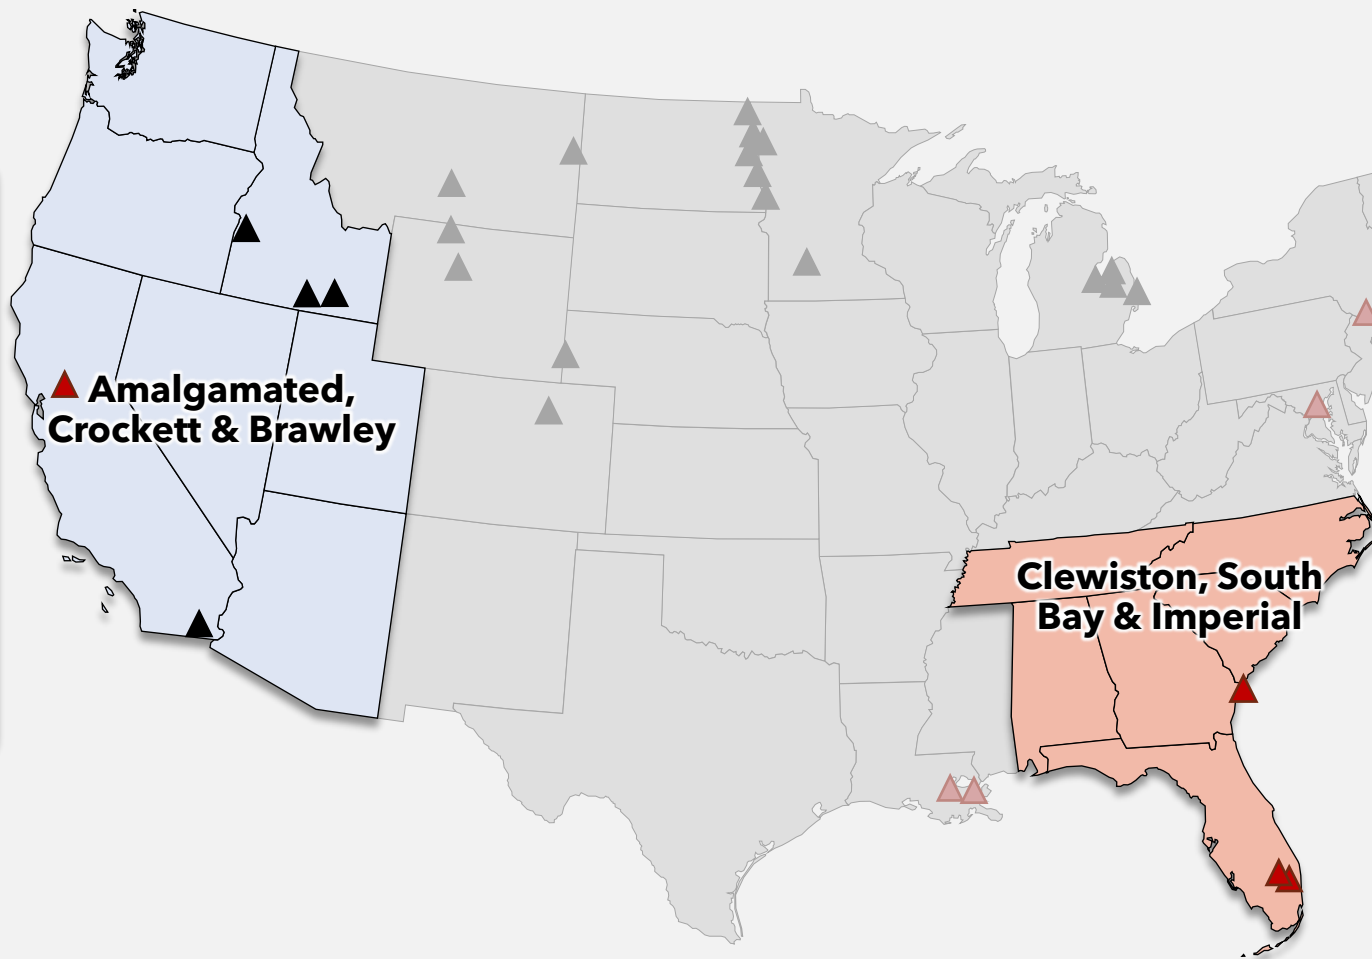 Amalgamated,
Crockett & Brawley
Clewiston, South
Bay & Imperial